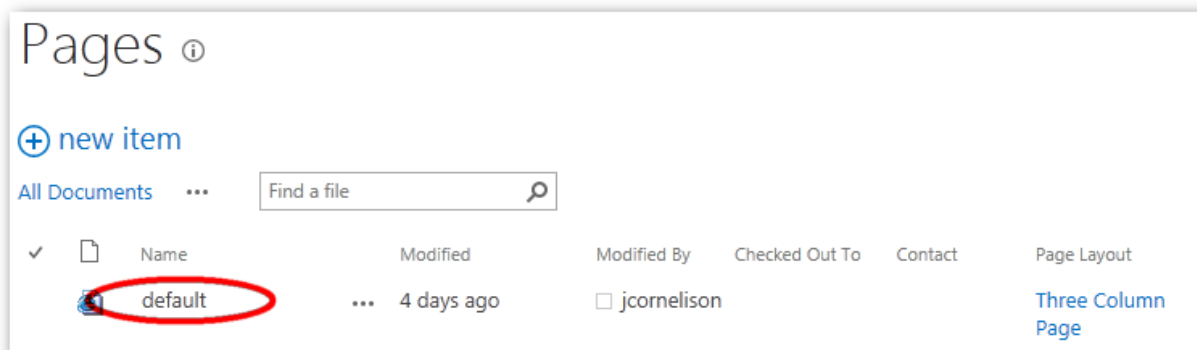 Pages
new item
All Documents ... Find a file
Name Modified Modified By Checked Out To Contact Page Layout
default ... 4 days ago jcornelison Three Column
Page